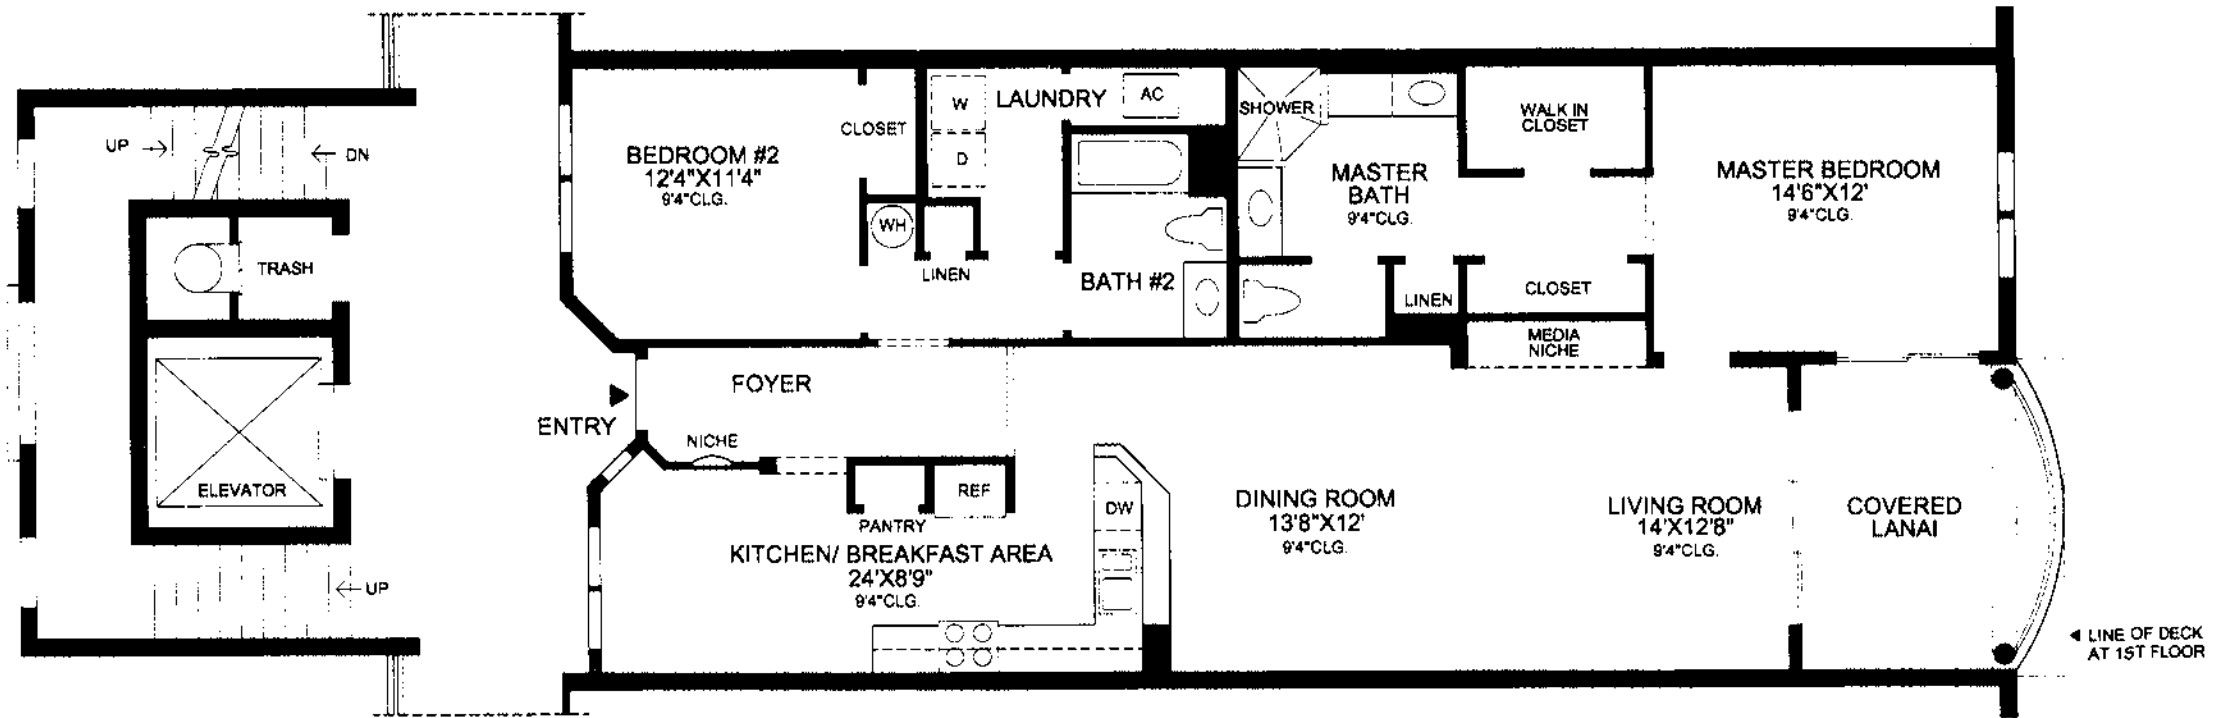 UP
DN
TRASH
ELEVATOR
UP
BEDROOM #2
12'4"X11'4"
9'4"CLG.
CLOSET
WH
W
D
LAUNDRY
AC
LINEN
BATH #2
SHOWER
MASTER
BATH
9'4"CLG.
LINEN
WALK IN
CLOSET
CLOSET
MEDIA
NICHE
MASTER BEDROOM
14'6"X12'
9'4"CLG.
ENTRY
FOYER
NICHE
PANTRY
REF
DW
KITCHEN/ BREAKFAST AREA
24'X8'9"
9'4"CLG.
DINING ROOM
13'8"X12'
9'4"CLG.
LIVING ROOM
14'X12'8"
9'4"CLG.
COVERED
LANAI
LINE OF DECK
AT 1ST FLOOR